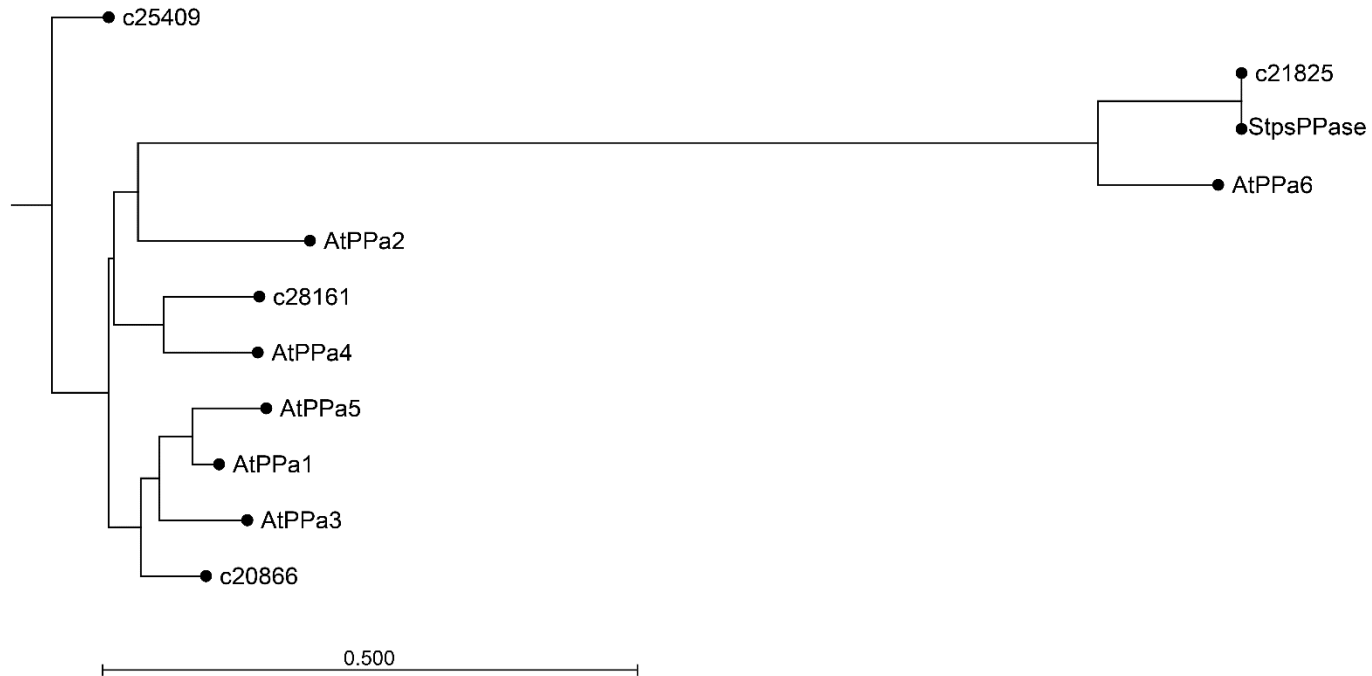 c25409
c21825
StpsPPase
AtPPa6
AtPPa2
c28161
AtPPa4
AtPPa5
AtPPa1
AtPPa3
c20866
0.500